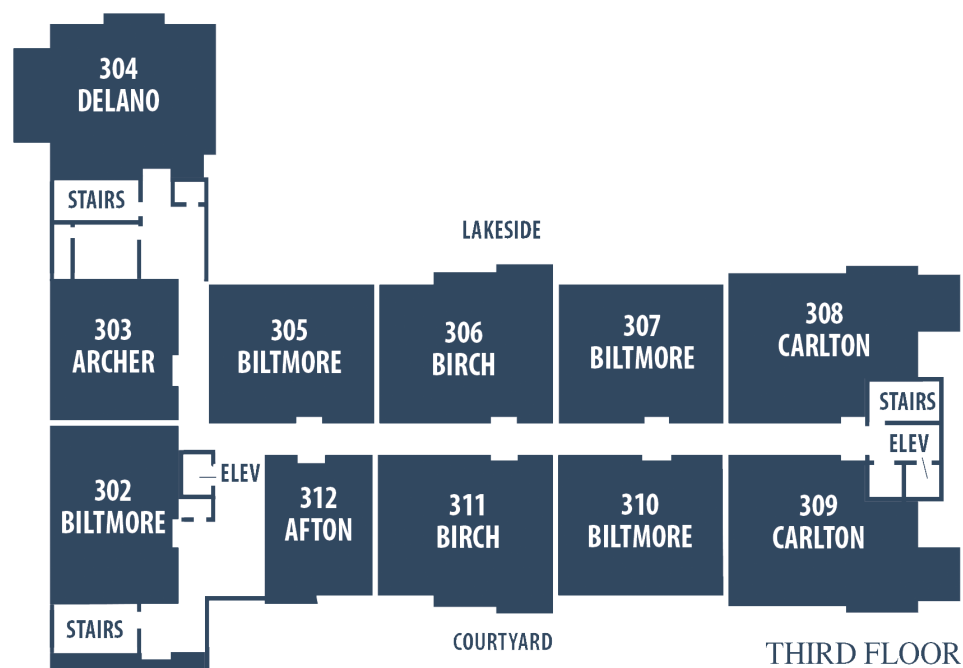 304
DELANO
STAIRS
LAKESIDE
303
ARCHER
305
BILTMORE
306
BIRCH
307
BILTMORE
308
CARLTON
STAIRS
ELEV
302
BILTMORE
ELEV
312
AFTON
311
BIRCH
310
BILTMORE
309
CARLTON
STAIRS
COURTYARD
THIRD FLOOR